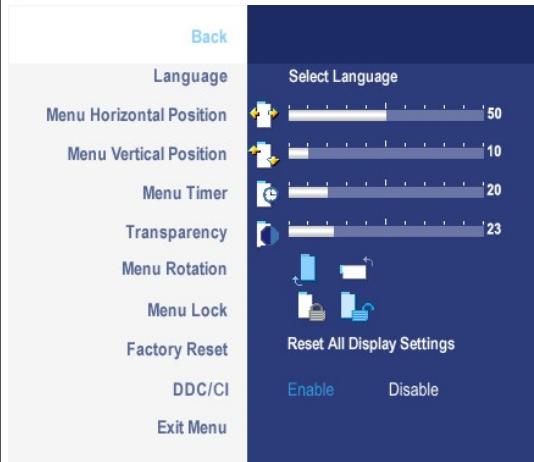 Back
Language Select Language
Menu Horizontal Position 50
Menu Vertical Position 10
Menu Timer 20
Transparency 23
Menu Rotation
Menu Lock
Factory Reset Reset All Display Settings
DDC/CI Enable Disable
Exit Menu